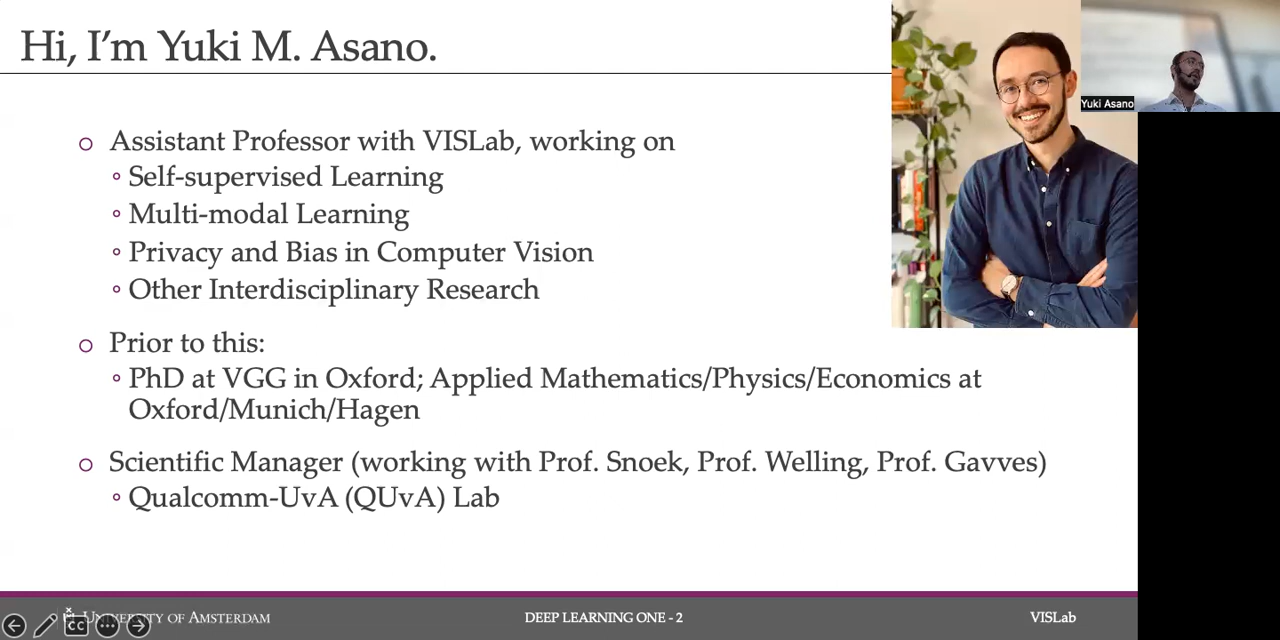 Hi, I'm Yuki M. Asano.
Yuki Asano
Assistant Professor with VISLab, working on
Self-supervised Learning
Multi-modal Learning
Privacy and Bias in Computer Vision
Other Interdisciplinary Research
Prior to this:
PhD at VGG in Oxford; Applied Mathematics/Physics/Economics at
Oxford/Munich/Hagen
Scientific Manager (working with Prof. Snoek, Prof. Welling, Prof. Gavves)
Qualcomm-UvA (QUvA) Lab
CC
UNIVERSITY OF AMSTERDAM
DEEP LEARNING ONE - 2
VISLab